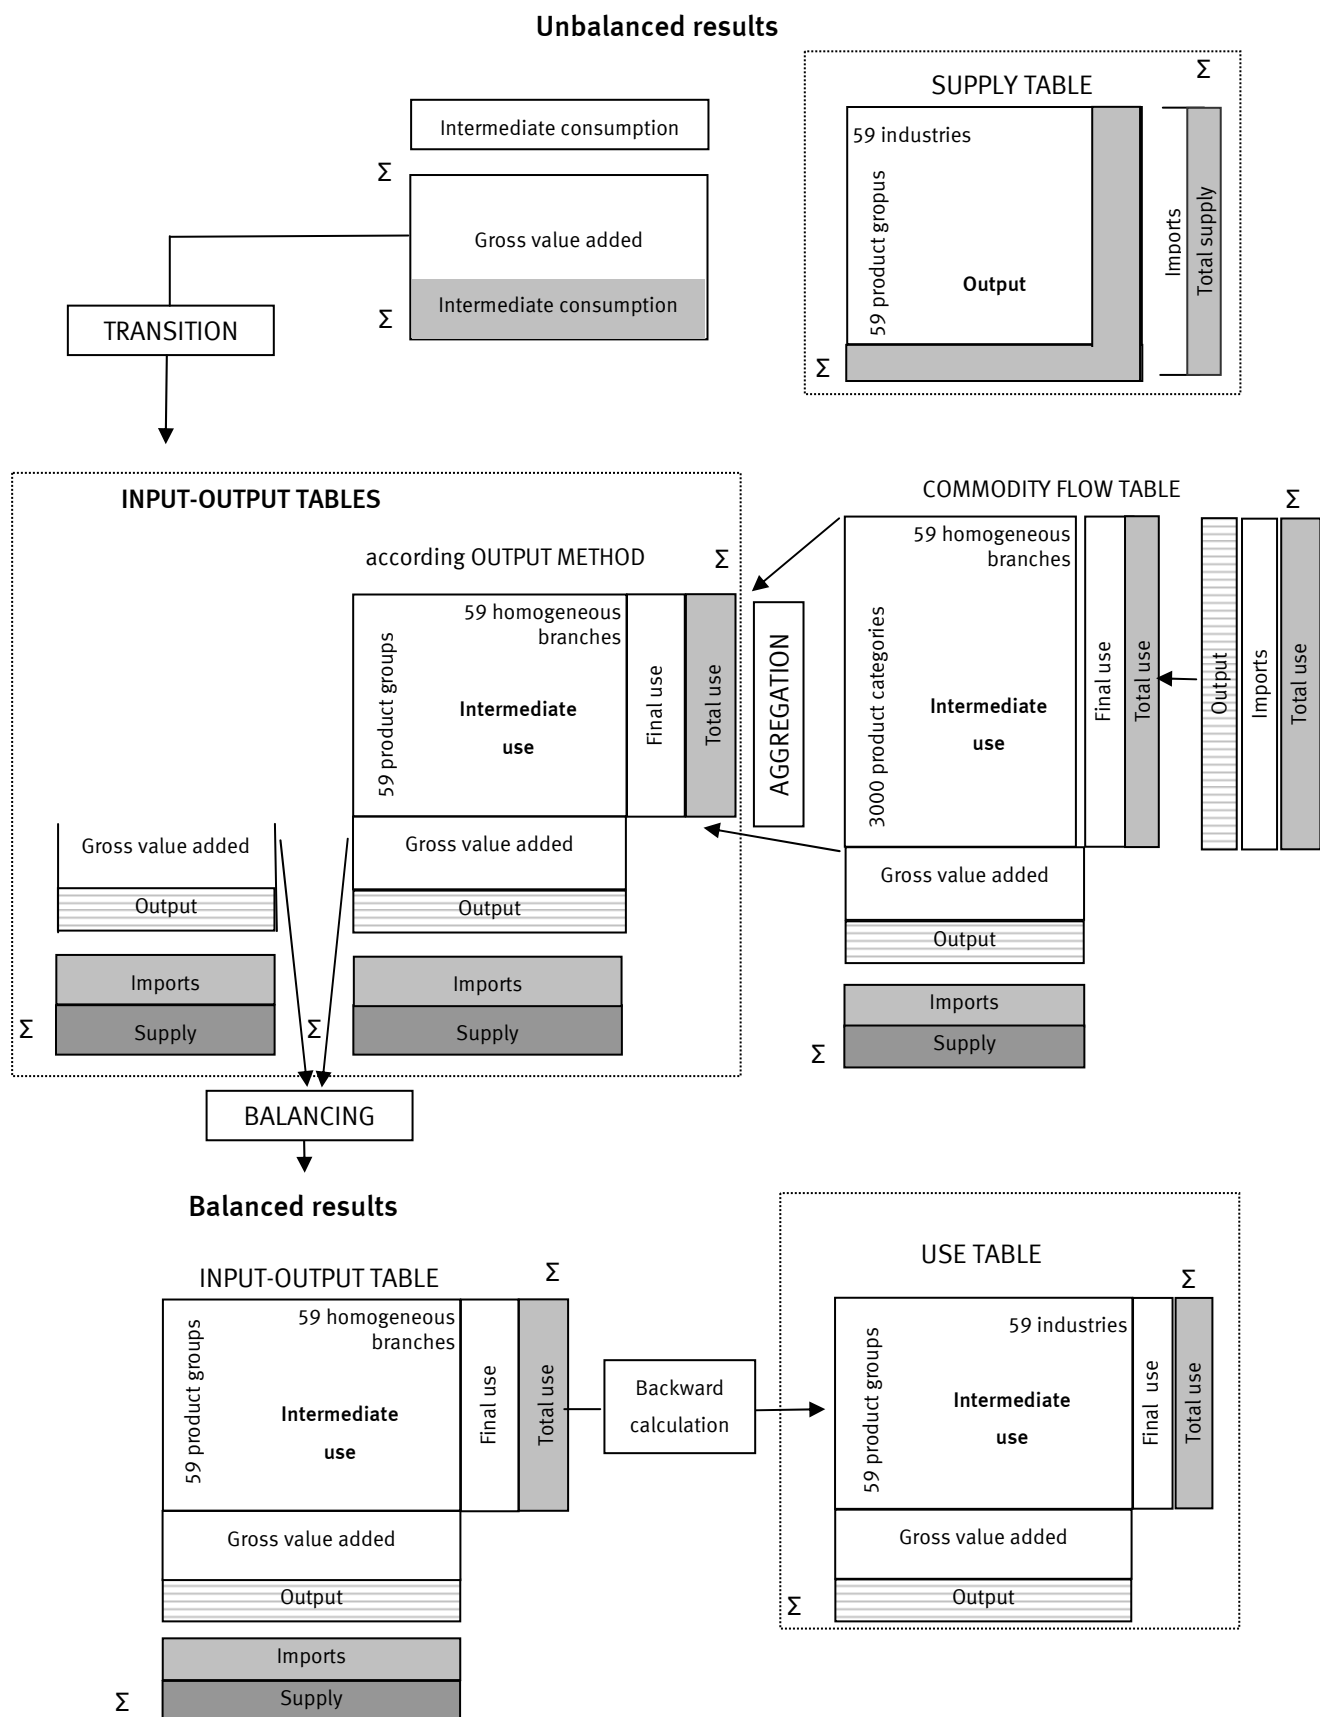 Unbalanced results
Σ
SUPPLY TABLE
Intermediate consumption
59 industries
Σ
59 product gropus
Gross value added
Imports
Total supply
Output
Intermediate consumption
Σ
TRANSITION
Σ
INPUT-OUTPUT TABLES
COMMODITY FLOW TABLE
Σ
59 homogeneous
branches
according OUTPUT METHOD
Σ
59 homogeneous
branches
59 product groups
Intermediate
use
Final use
Total use
AGGREGATION
3000 product categories
Intermediate
use
Final use
Total use
Output
Imports
Total use
Gross value added
Gross value added
Gross value added
Output
Output
Output
Imports
Imports
Imports
Σ
Supply
Σ
Supply
Σ
Supply
BALANCING
Balanced results
USE TABLE
INPUT-OUTPUT TABLE
Σ
Σ
59 homogeneous
branches
59 product groups
Intermediate
use
Final use
Total use
Backward
calculation
59 industries
59 product groups
Intermediate
use
Final use
Total use
Gross value added
Gross value added
Output
Σ
Output
Imports
Σ
Supply